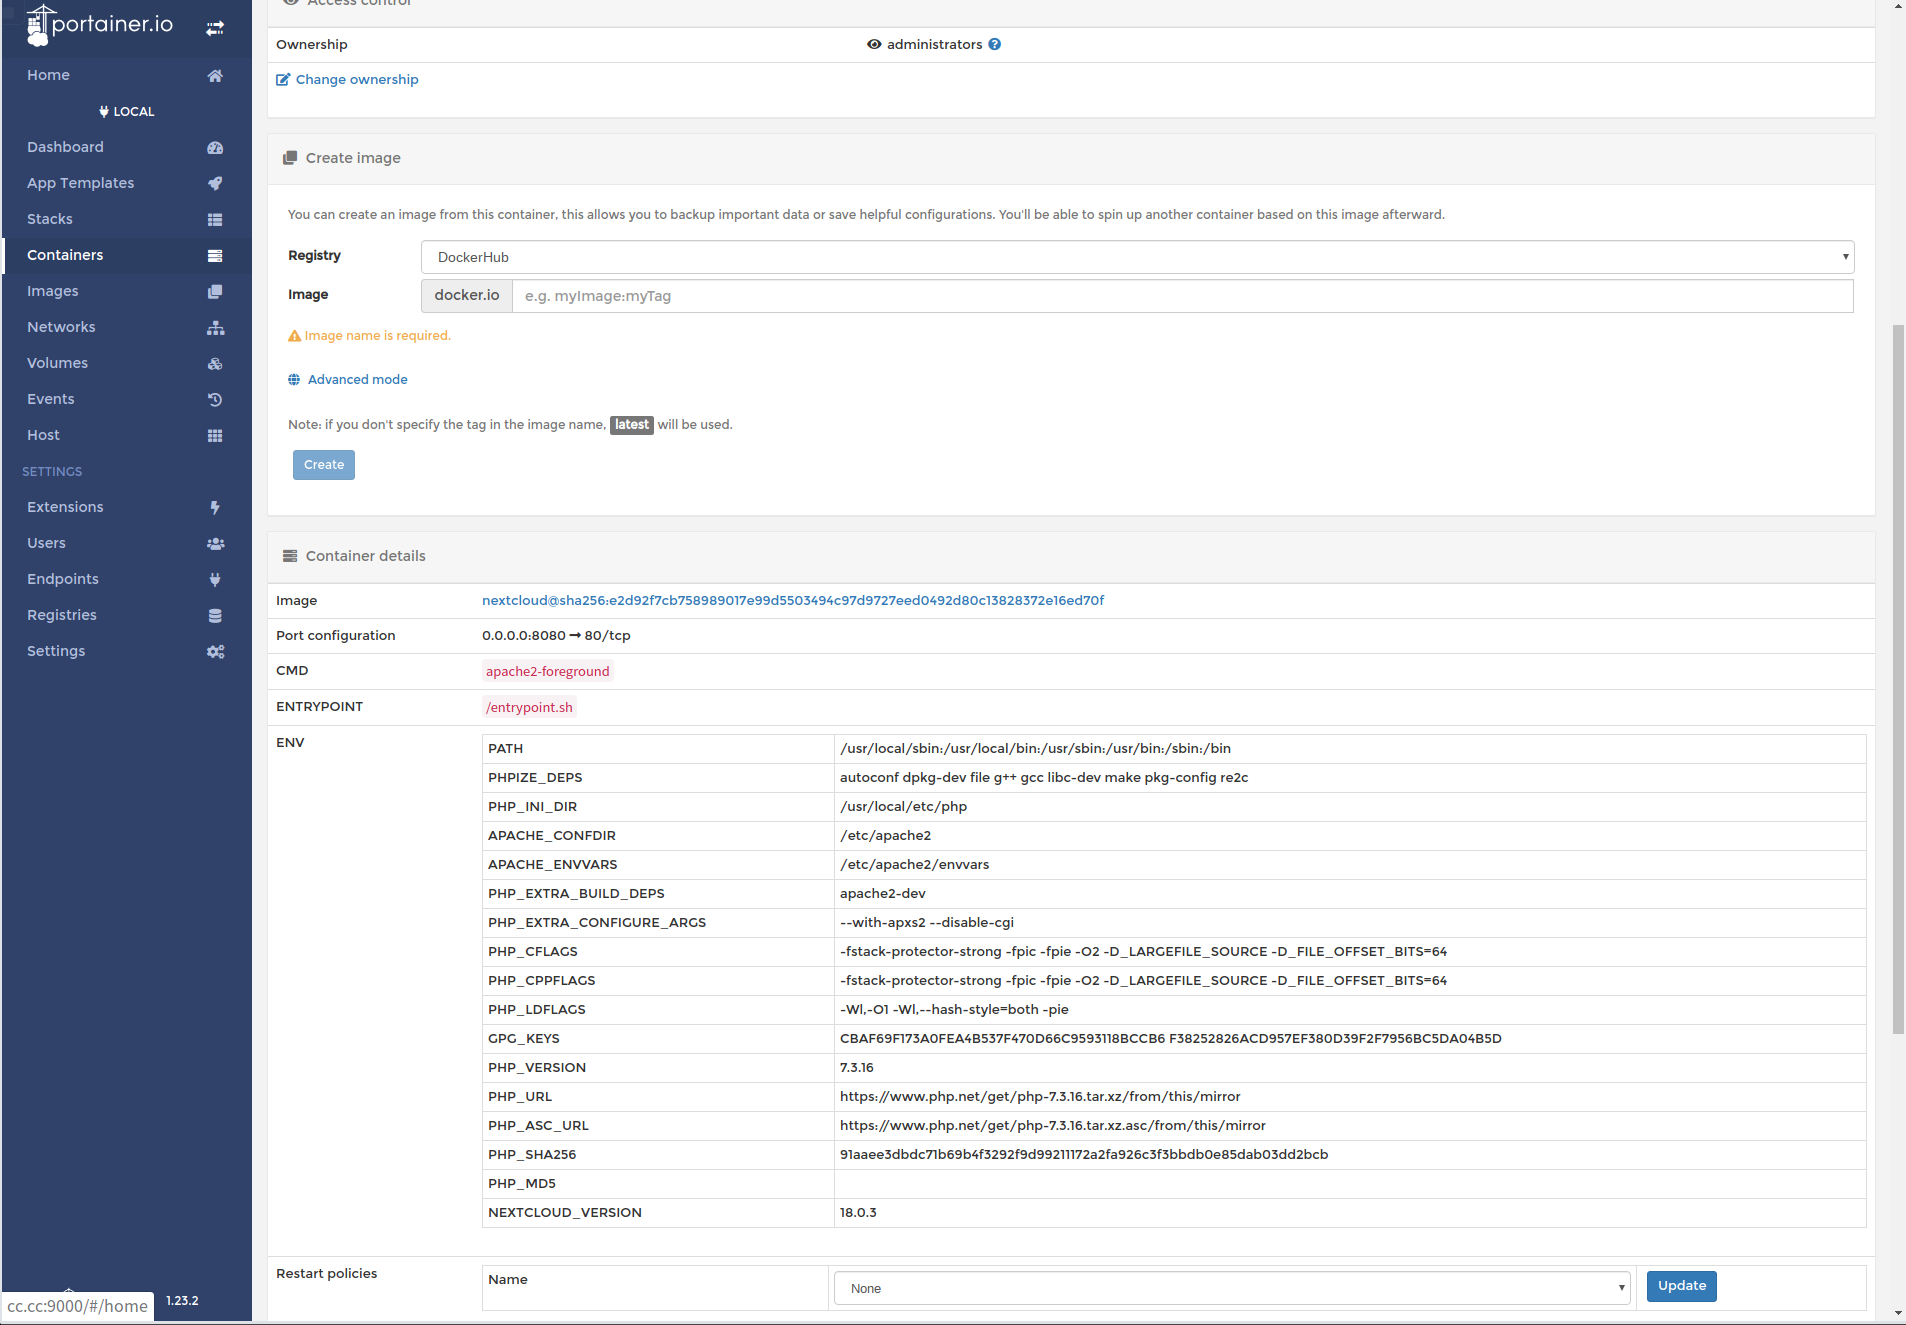 portainer.io
Home
LOCAL
Dashboard
App Templates
Stacks
Containers
Images
Networks
Volumes
Events
Host
SETTINGS
Extensions
Users
Endpoints
Registries
Settings
cc.cc:9000/#/home
1.23.2
Access control
Ownership administrators
Change ownership
Create image
You can create an image from this container, this allows you to backup important data or save helpful configurations. You'll be able to spin up another container based on this image afterward.
Registry DockerHub
Image docker.io e.g. myImage:myTag
Image name is required.
Advanced mode
Note: if you don't specify the tag in the image name, latest will be used.
Create
Container details
Image nextcloud@sha256:e2d92f7cb758989017e99d5503494c97d9727eed0492d80c13828372e16ed70f
Port configuration 0.0.0.0:8080 → 80/tcp
CMD apache2-foreground
ENTRYPOINT /entrypoint.sh
ENV
PATH /usr/local/sbin:/usr/local/bin:/usr/sbin:/usr/bin:/sbin:/bin
PHPIZE_DEPS autoconf dpkg-dev file g++ gcc libc-dev make pkg-config re2c
PHP_INI_DIR /usr/local/etc/php
APACHE_CONFDIR /etc/apache2
APACHE_ENVVARS /etc/apache2/envvars
PHP_EXTRA_BUILD_DEPS apache2-dev
PHP_EXTRA_CONFIGURE_ARGS --with-apxs2 --disable-cgi
PHP_CFLAGS -fstack-protector-strong -fpic -fpie -O2 -D_LARGEFILE_SOURCE -D_FILE_OFFSET_BITS=64
PHP_CPPFLAGS -fstack-protector-strong -fpic -fpie -O2 -D_LARGEFILE_SOURCE -D_FILE_OFFSET_BITS=64
PHP_LDFLAGS -Wl,-O1 -Wl,--hash-style=both -pie
GPG_KEYS CBAF69F173A0FEA4B537F470D66C9593118BCCB6 F38252826ACD957EF380D39F2F7956BC5DA04B5D
PHP_VERSION 7.3.16
PHP_URL https://www.php.net/get/php-7.3.16.tar.xz/from/this/mirror
PHP_ASC_URL https://www.php.net/get/php-7.3.16.tar.xz.asc/from/this/mirror
PHP_SHA256 91aaee3dbdc71b69b4f3292f9d99211172a2fa926c3f3bbdb0e85dab03dd2bcb
PHP_MD5
NEXTCLOUD_VERSION 18.0.3
Restart policies Name None Update